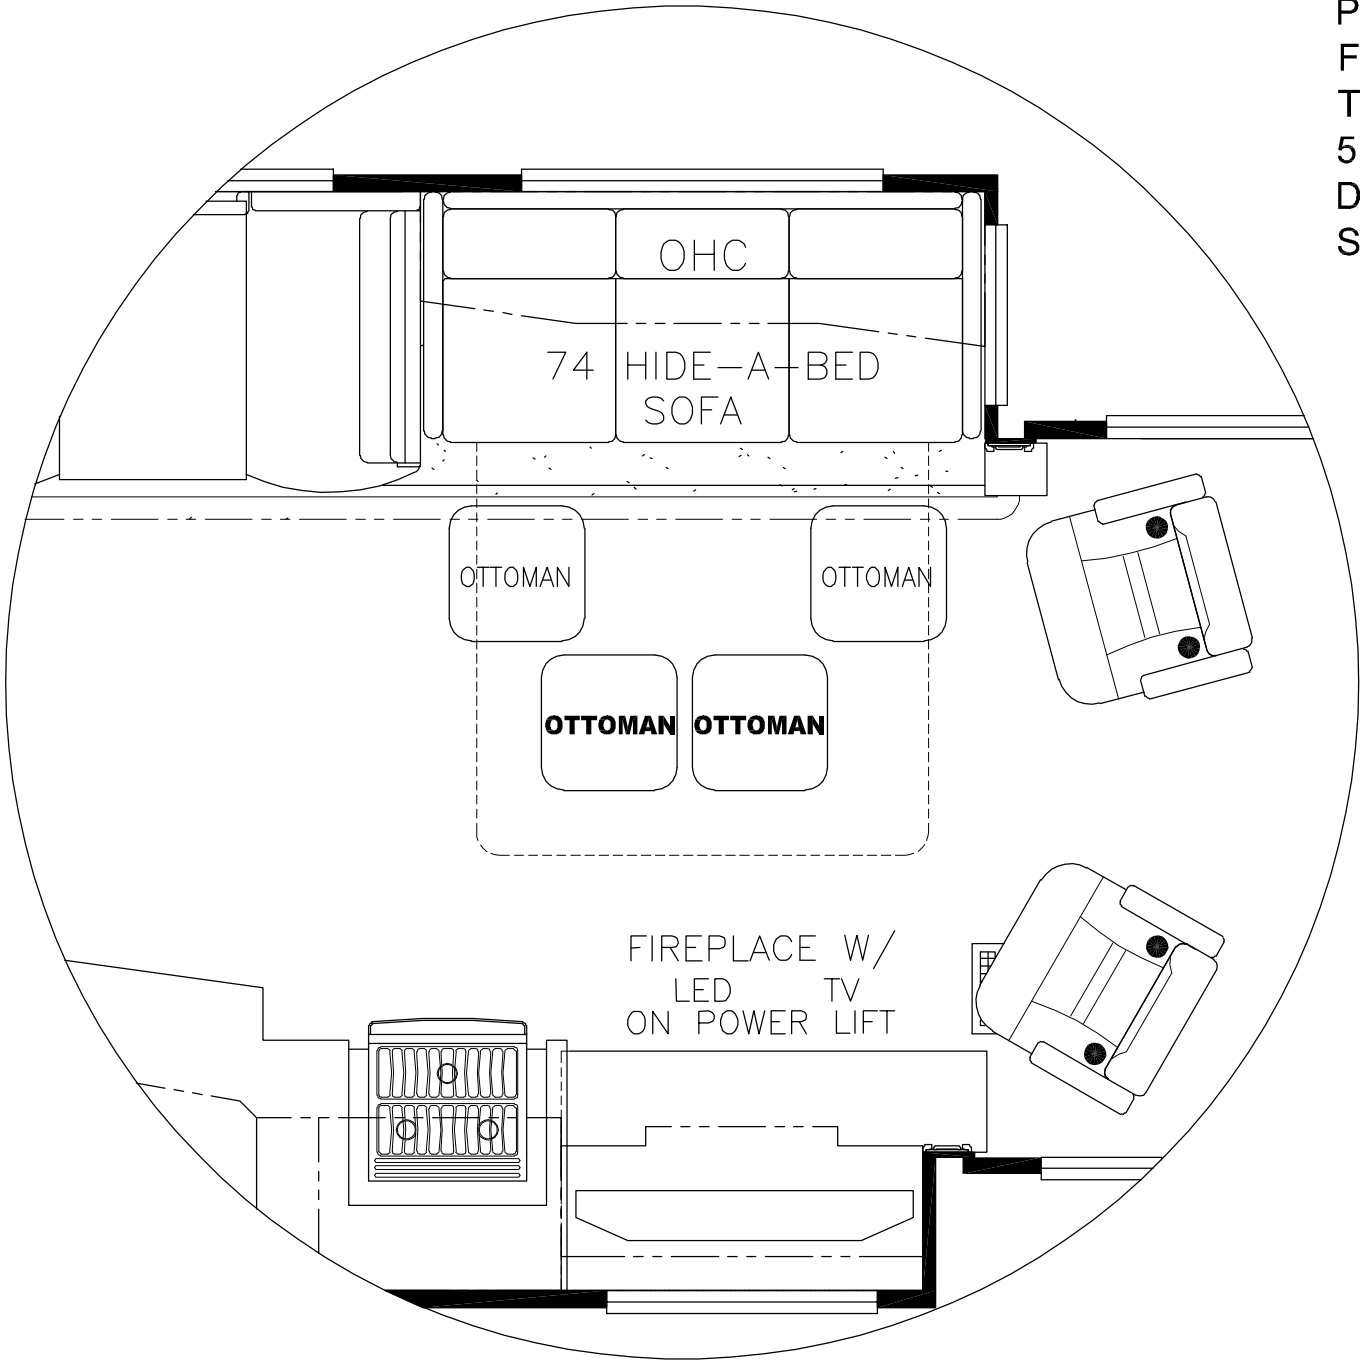 P
F
T
5
D
S
OHC
74 HIDE-A-BED
SOFA
OTTOMAN OTTOMAN
OTTOMAN OTTOMAN
FIREPLACE W/
LED TV
ON POWER LIFT